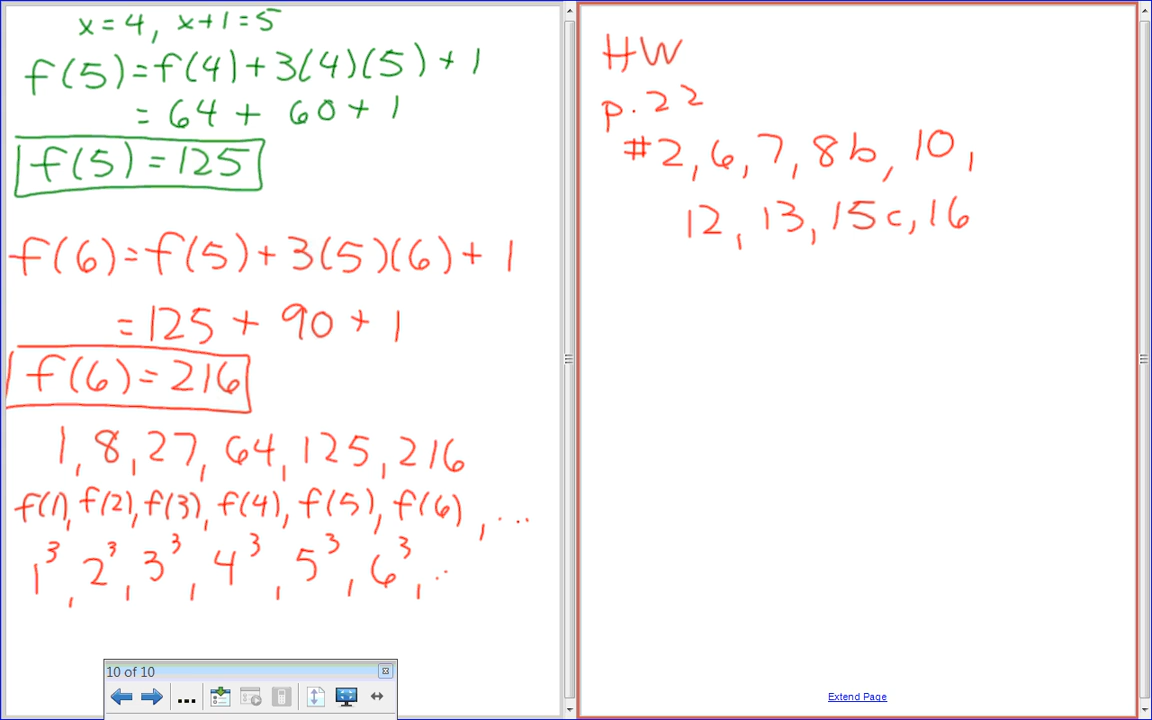 x=4, x+1=5
f(5)=f(4)+3(4)(5)+1
= 64 + 60 + 1
f(5)=125
f(6)=f(5)+3(5)(6)+1
=125 + 90 + 1
f(6)=216
1, 8, 27, 64, 125, 216
f(1), f(2), f(3), f(4), f(5), f(6), ...
1³, 2³, 3³, 4³, 5³, 6³, ..
10 of 10
HW
p. 22
#2, 6, 7, 8b, 10,
12, 13, 15c, 16
Extend Page